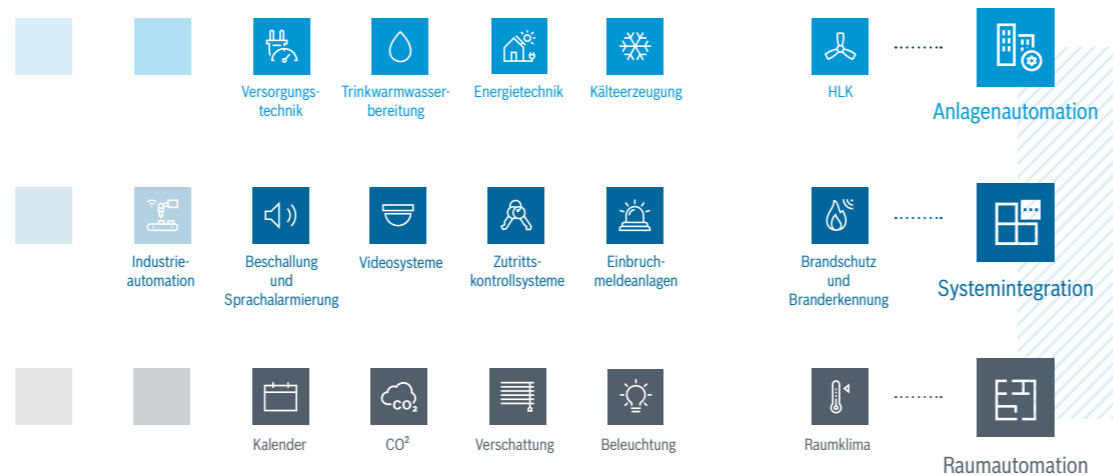 Versorgungs-
technik
Trinkwarmwasser-
bereitung
Energietechnik
Kälteerzeugung
HLK
Anlagenautomation
Industrie-
automation
Beschallung
und
Sprachalarmierung
Videosysteme
Zutritts-
kontrollsysteme
Einbruch-
meldeanlagen
Brandschutz
und
Branderkennung
Systemintegration
CO₂
Kalender
CO²
Verschattung
Beleuchtung
Raumklima
Raumautomation